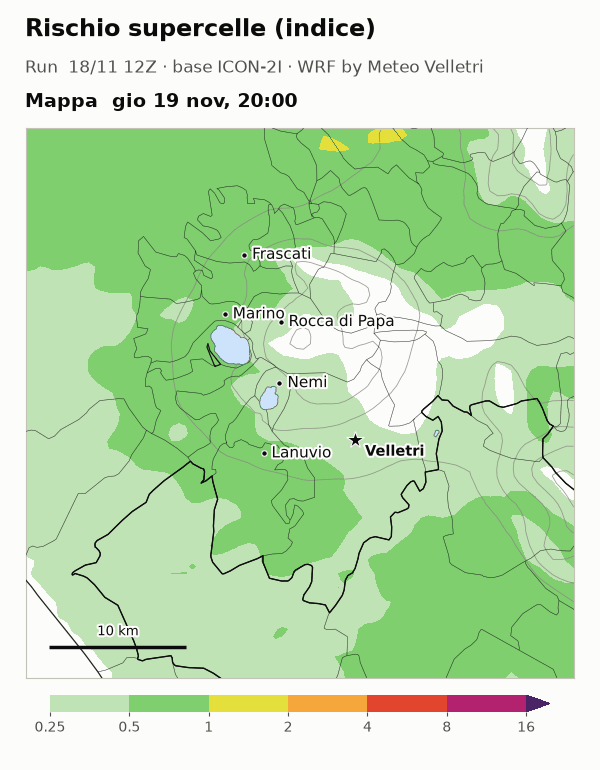 Rischio supercelle (indice)
Run  18/11 12Z · base ICON-2I · WRF by Meteo Velletri
Mappa  gio 19 nov, 20:00
Frascati
Marino
Rocca di Papa
Nemi
Velletri
Lanuvio
10 km
0.25 0.5 1 2 4 8 16